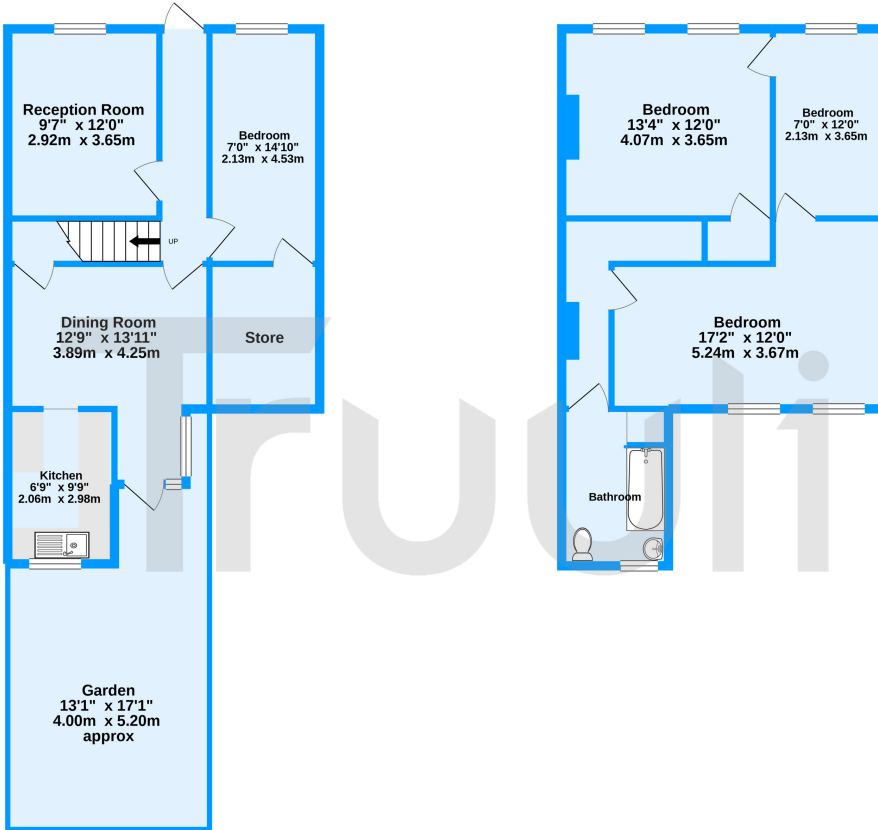 Reception Room
9'7" x 12'0"
2.92m x 3.65m
Bedroom
7'0" x 14'10"
2.13m x 4.53m
UP
Dining Room
12'9" x 13'11"
3.89m x 4.25m
Store
Kitchen
6'9" x 9'9"
2.06m x 2.98m
Garden
13'1" x 17'1"
4.00m x 5.20m
approx
Bedroom
13'4" x 12'0"
4.07m x 3.65m
Bedroom
7'0" x 12'0"
2.13m x 3.65m
Bedroom
17'2" x 12'0"
5.24m x 3.67m
Bathroom
Truuli